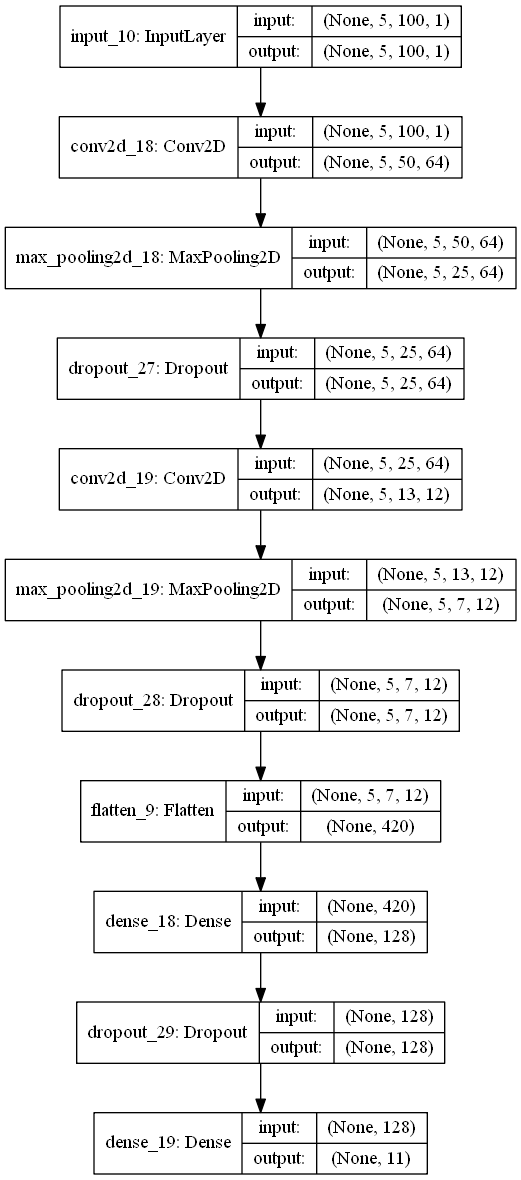 input_10: InputLayer input: (None, 5, 100, 1)
output: (None, 5, 100, 1)
conv2d_18: Conv2D input: (None, 5, 100, 1)
output: (None, 5, 50, 64)
max_pooling2d_18: MaxPooling2D input: (None, 5, 50, 64)
output: (None, 5, 25, 64)
dropout_27: Dropout input: (None, 5, 25, 64)
output: (None, 5, 25, 64)
conv2d_19: Conv2D input: (None, 5, 25, 64)
output: (None, 5, 13, 12)
max_pooling2d_19: MaxPooling2D input: (None, 5, 13, 12)
output: (None, 5, 7, 12)
dropout_28: Dropout input: (None, 5, 7, 12)
output: (None, 5, 7, 12)
flatten_9: Flatten input: (None, 5, 7, 12)
output: (None, 420)
dense_18: Dense input: (None, 420)
output: (None, 128)
dropout_29: Dropout input: (None, 128)
output: (None, 128)
dense_19: Dense input: (None, 128)
output: (None, 11)